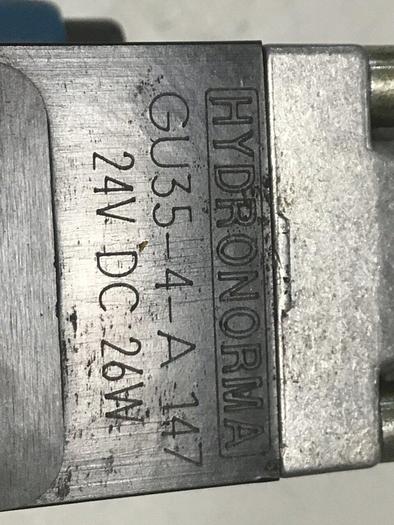 HYDRONORMA
GU35-4-A 147
24V DC 26W